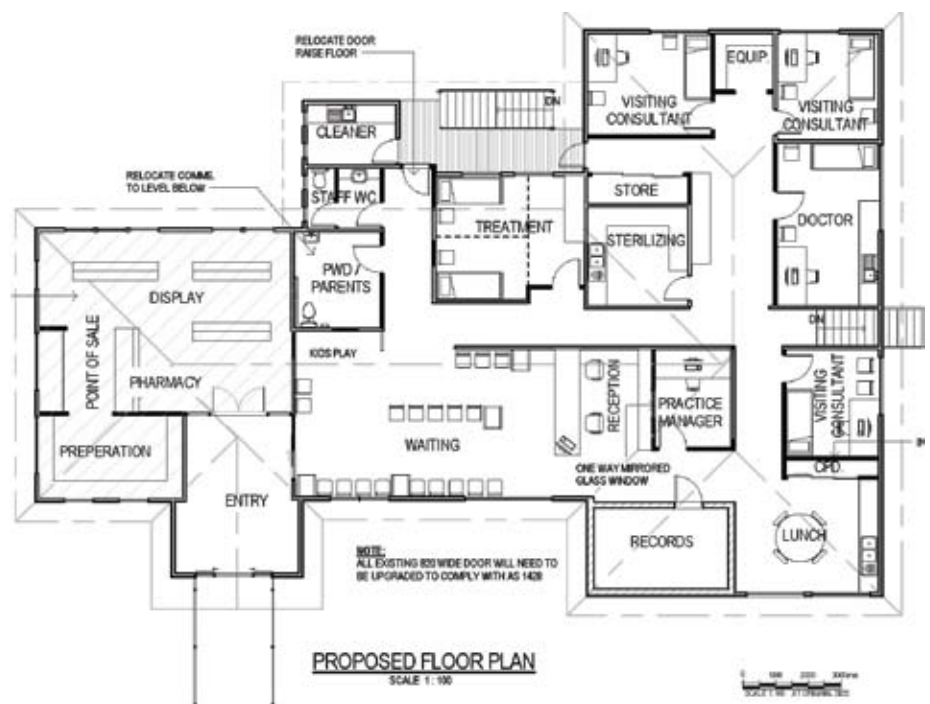 RELOCATE DOOR
RAISE FLOOR
EQUIP.
VISITING
CONSULTANT
VISITING
CONSULTANT
DN
CLEANER
RELOCATE COMMS.
TO LEVEL BELOW
STAFF WC
STORE
TREATMENT
STERILIZING
DOCTOR
PWD /
PARENTS
DISPLAY
POINT OF SALE
DN
KIDS PLAY
PHARMACY
RECEPTION
PRACTICE
MANAGER
VISITING
CONSULTANT
WAITING
PREPERATION
ONE WAY MIRRORED
GLASS WINDOW
CPD.
ENTRY
RECORDS
LUNCH
NOTE:
ALL EXISTING 820 WIDE DOOR WILL NEED TO
BE UPGRADED TO COMPLY WITH AS 1428
PROPOSED FLOOR PLAN
SCALE 1 : 100
0